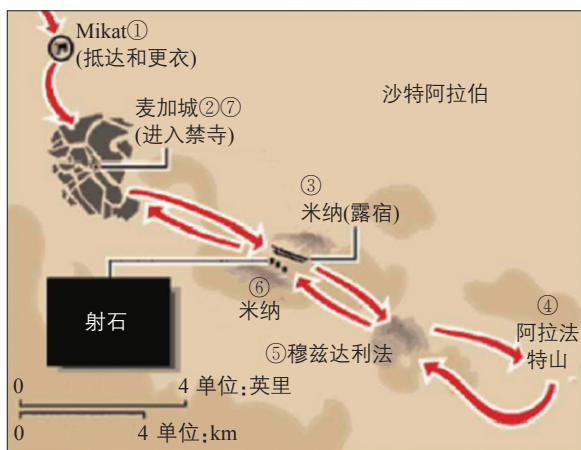 Mikat①
(抵达和更衣)
麦加城②⑦
(进入禁寺)
沙特阿拉伯
③
米纳(露宿)
⑥
米纳
射石
④
阿拉法
特山
⑤穆兹达利法
0 4 单位:英里
0 4 单位:km